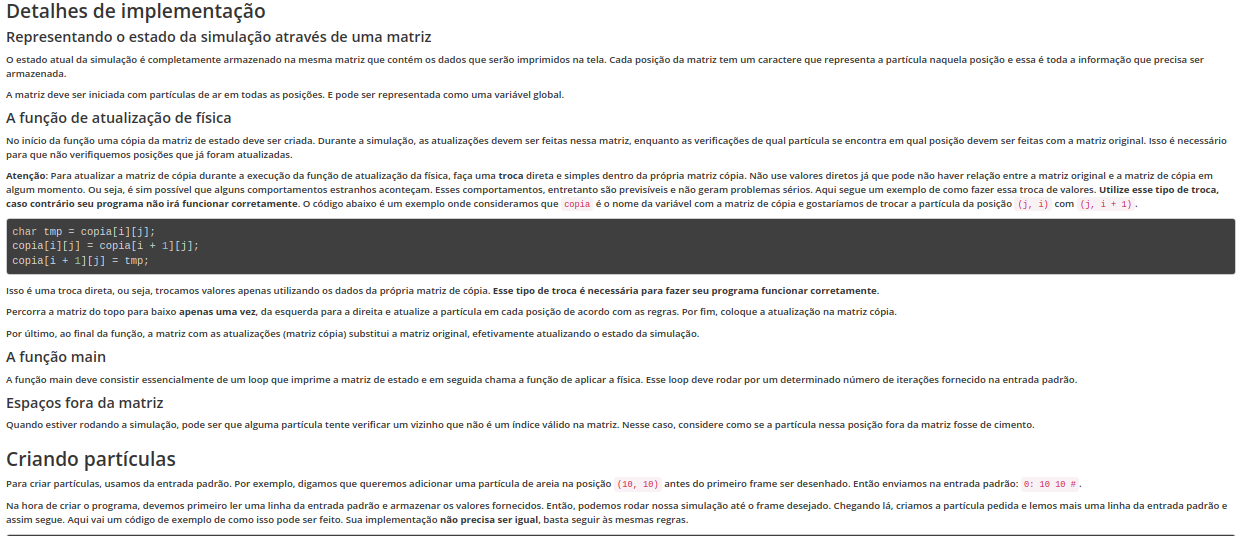 Detalhes de implementação
Representando o estado da simulação através de uma matriz
O estado atual da simulação é completamente armazenado na mesma matriz que contém os dados que serão imprimidos na tela. Cada posição da matriz tem um caractere que representa a partícula naquela posição e essa é toda a informação que precisa ser
armazenada.
A matriz deve ser iniciada com partículas de ar em todas as posições. E pode ser representada como uma variável global.
A função de atualização de física
No início da função uma cópia da matriz de estado deve ser criada. Durante a simulação, as atualizações devem ser feitas nessa matriz, enquanto as verificações de qual partícula se encontra em qual posição devem ser feitas com a matriz original. Isso é necessário
para que não verifiquemos posições que já foram atualizadas.
Atenção: Para atualizar a matriz de cópia durante a execução da função de atualização da física, faça uma troca direta e simples dentro da própria matriz cópia. Não use valores diretos já que pode não haver relação entre a matriz original e a matriz de cópia em
algum momento. Ou seja, é sim possível que alguns comportamentos estranhos aconteçam. Esses comportamentos, entretanto são previsíveis e não geram problemas sérios. Aqui segue um exemplo de como fazer essa troca de valores. Utilize esse tipo de troca,
caso contrário seu programa não irá funcionar corretamente. O código abaixo é um exemplo onde consideramos que copia é o nome da variável com a matriz de cópia e gostaríamos de trocar a partícula da posição (j, i) com (j, i + 1).
char tmp = copia[i][j];
copia[i][j] = copia[i + 1][j];
copia[i + 1][j] = tmp;
Isso é uma troca direta, ou seja, trocamos valores apenas utilizando os dados da própria matriz de cópia. Esse tipo de troca é necessária para fazer seu programa funcionar corretamente.
Percorra a matriz do topo para baixo apenas uma vez, da esquerda para a direita e atualize a partícula em cada posição de acordo com as regras. Por fim, coloque a atualização na matriz cópia.
Por último, ao final da função, a matriz com as atualizações (matriz cópia) substitui a matriz original, efetivamente atualizando o estado da simulação.
A função main
A função main deve consistir essencialmente de um loop que imprime a matriz de estado e em seguida chama a função de aplicar a física. Esse loop deve rodar por um determinado número de iterações fornecido na entrada padrão.
Espaços fora da matriz
Quando estiver rodando a simulação, pode ser que alguma partícula tente verificar um vizinho que não é um índice válido na matriz. Nesse caso, considere como se a partícula nessa posição fora da matriz fosse de cimento.
Criando partículas
Para criar partículas, usamos da entrada padrão. Por exemplo, digamos que queremos adicionar uma partícula de areia na posição (10, 10) antes do primeiro frame ser desenhado. Então enviamos na entrada padrão: 0: 10 10 #.
Na hora de criar o programa, devemos primeiro ler uma linha da entrada padrão e armazenar os valores fornecidos. Então, podemos rodar nossa simulação até o frame desejado. Chegando lá, criamos a partícula pedida e lemos mais uma linha da entrada padrão e
assim segue. Aqui vai um código de exemplo de como isso pode ser feito. Sua implementação não precisa ser igual, basta seguir às mesmas regras.